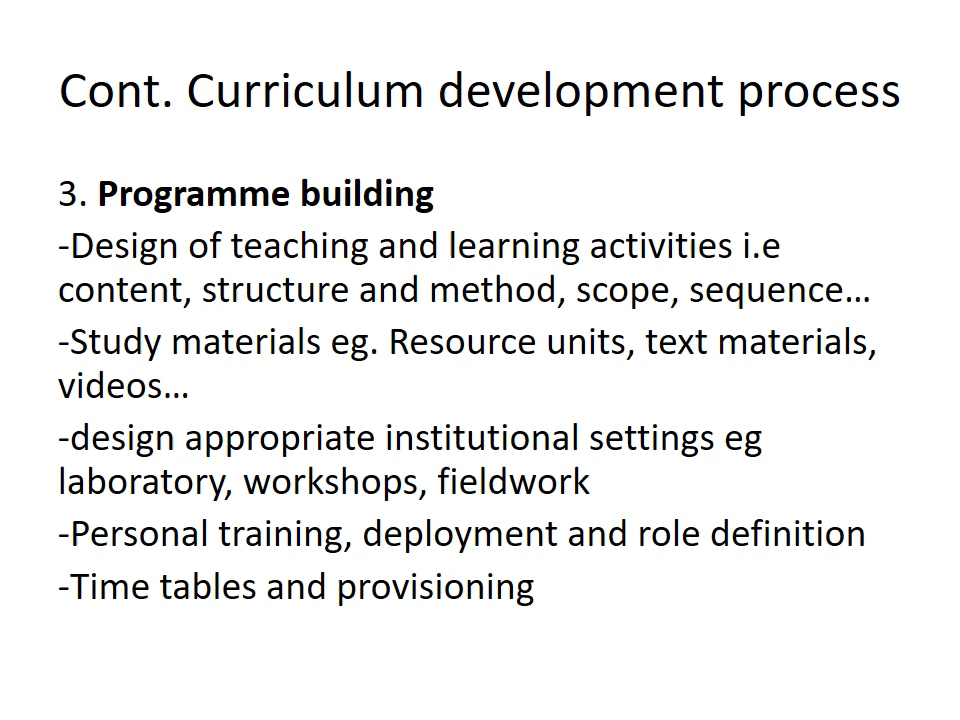 Cont. Curriculum development process
3. Programme building
-Design of teaching and learning activities i.e
content, structure and method, scope, sequence…
-Study materials eg. Resource units, text materials,
videos…
-design appropriate institutional settings eg
laboratory, workshops, fieldwork
-Personal training, deployment and role definition
-Time tables and provisioning